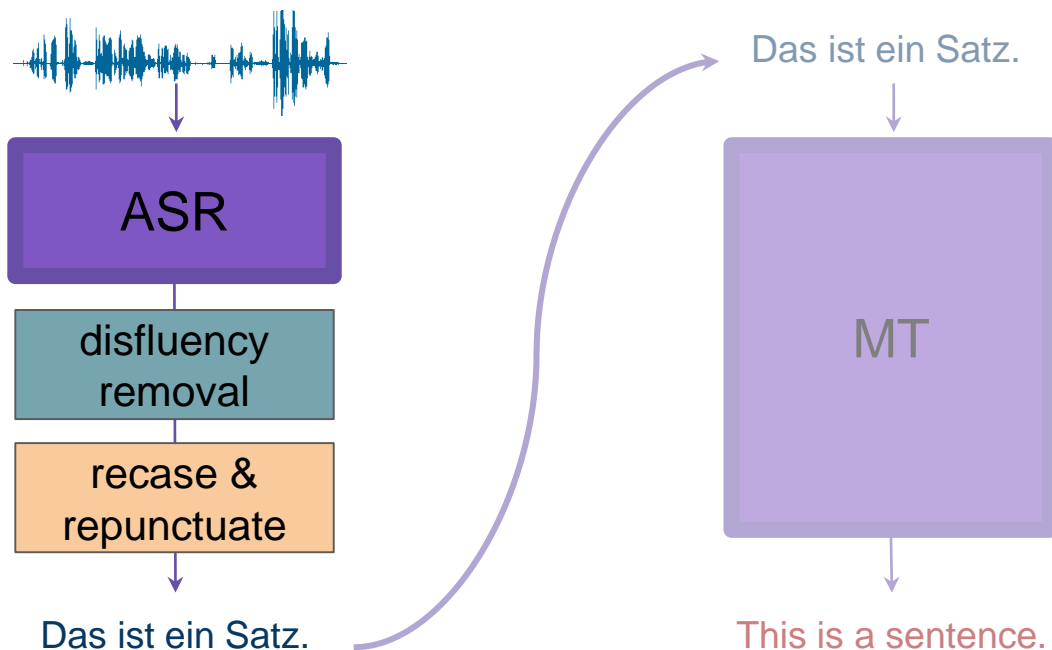 ASR
disfluency
removal
recase &
repunctuate
Das ist ein Satz.
Das ist ein Satz.
MT
This is a sentence.